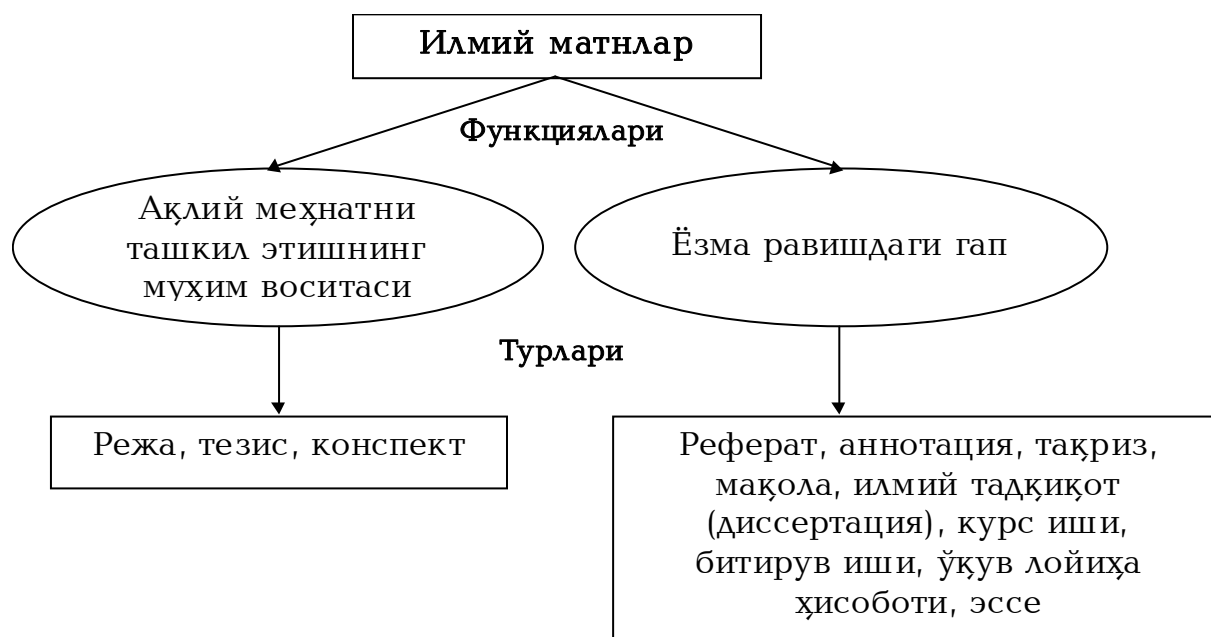 Илмий матнлар
Функциялари
Ақлий меҳнатни
ташкил этишнинг
муҳим воситаси
Ёзма равишдаги гап
Турлари
Режа, тезис, конспект
Реферат, аннотация, тақриз,
мақола, илмий тадқиқот
(диссертация), курс иши,
битирув иши, ўқув лойиҳа
ҳисоботи, эссе